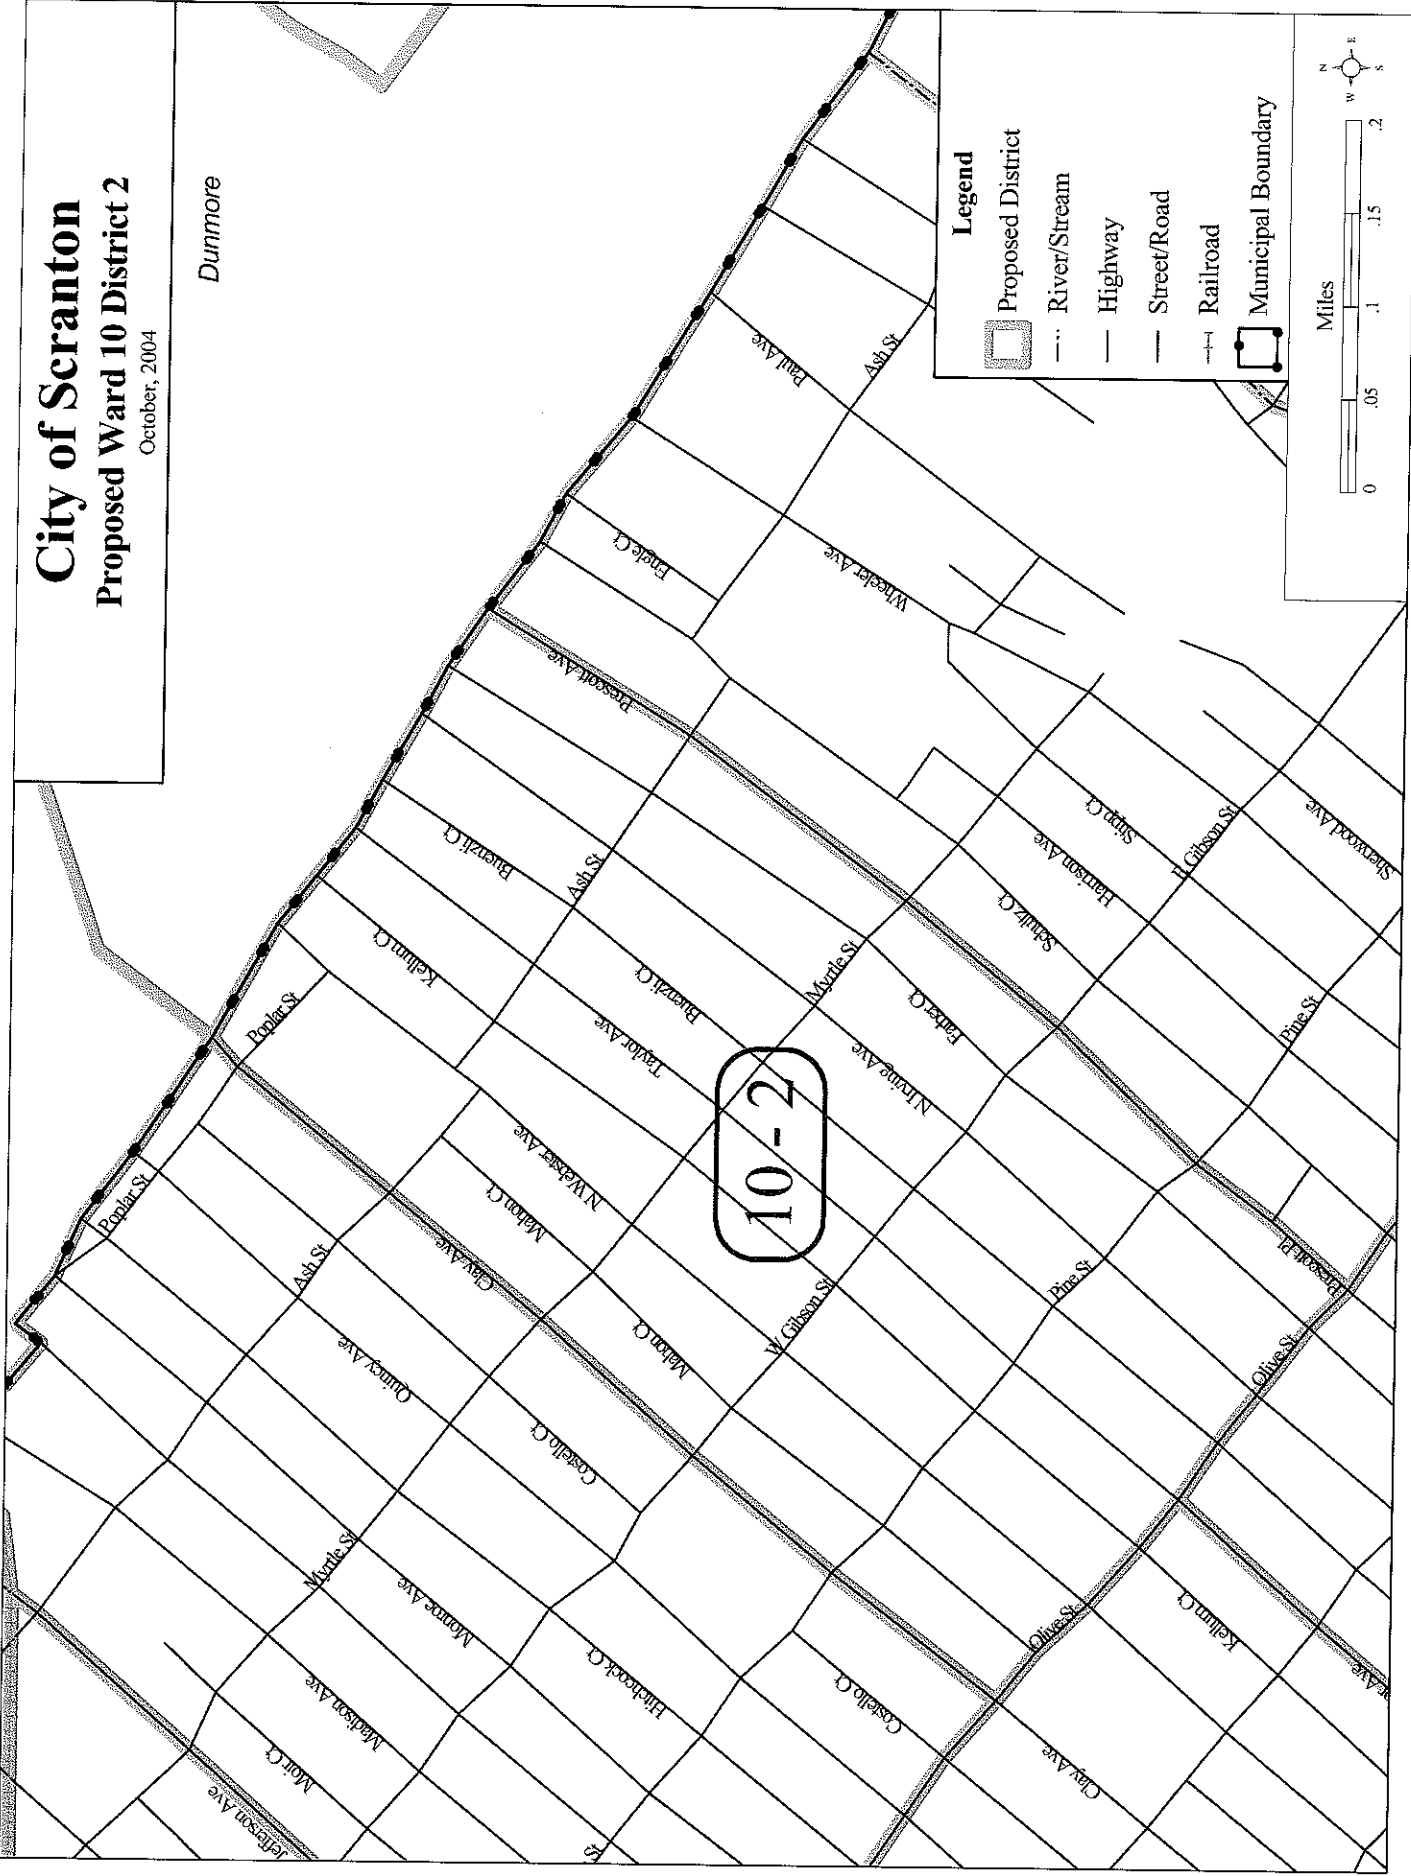 City of Scranton
Proposed Ward 10 District 2
October, 2004
Dunmore
Legend
Proposed District
River/Stream
Highway
Street/Road
Railroad
Municipal Boundary
Miles
0 .05 .1 .15 .2
N
E
S
W
10 - 2
Poplar St
Poplar St
Ash St
Ash St
Ash St
Paul Ave
Engle Ct
Wheeler Ave
Prescott Ave
Buenzli Ct
Buenzli Ct
Kellum Ct
Taylor Ave
N Webster Ave
Mahon Ct
Mahon Ct
Clay Ave
Quincy Ave
Costello Ct
Myrtle St
Myrtle St
Farber Ct
N Irving Ave
Schultz Ct
Harrison Ave
Shipp Ct
E Gibson St
Sherwood Ave
Pine St
Pine St
W Gibson St
Monroe Ave
Madison Ave
Moir Ct
Jefferson Ave
Hitchcock Ct
Costello Ct
Clay Ave
Olive St
Olive St
Kellum Ct
Prescott Pl
St
or Ave